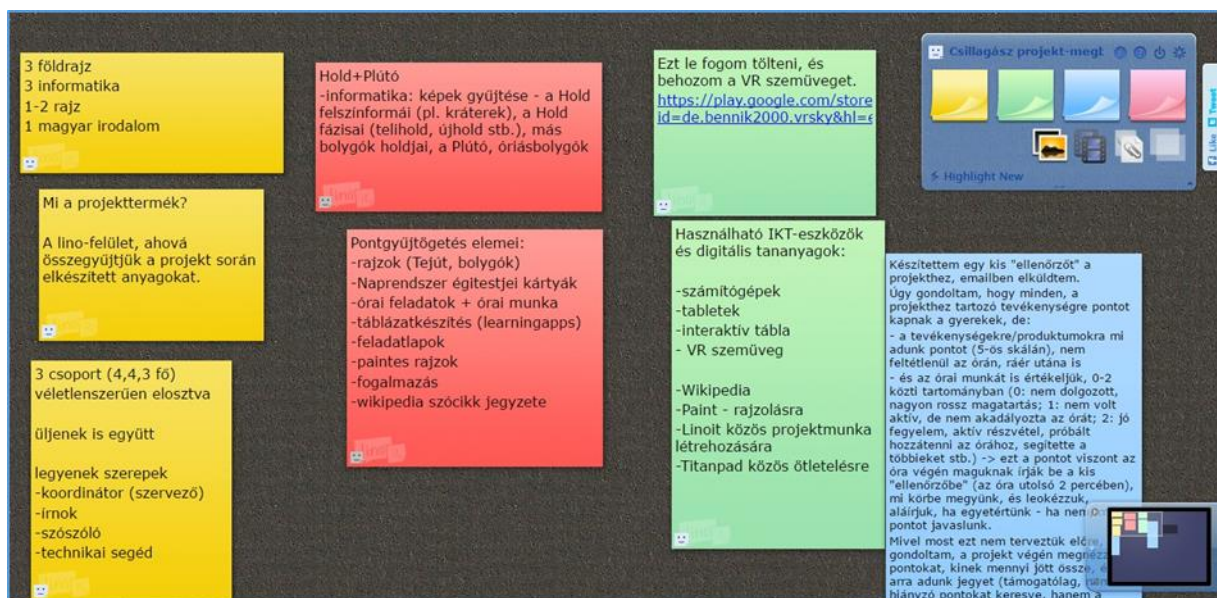 3 földrajz
3 informatika
1-2 rajz
1 magyar irodalom
Mi a projekttermék?
A lino-felület, ahová
összegyűjtjük a projekt során
elkészített anyagokat.
3 csoport (4,4,3 fő)
véletlenszerűen elosztva
üljenek is együtt
legyenek szerepek
-koordinátor (szervező)
-írnok
-szószóló
-technikai segéd
Hold+Plútó
-informatika: képek gyűjtése - a Hold
felszínformái (pl. kráterek), a Hold
fázisai (telihold, újhold stb.), más
bolygók holdjai, a Plútó, óriásbolygók
Pontgyűjtögetés elemei:
-rajzok (Tejút, bolygók)
-Naprendszer égitestjei kártyák
-órai feladatok + órai munka
-táblázatkészítés (learningapps)
-feladatlapok
-paintes rajzok
-fogalmazás
-wikipedia szócikk jegyzete
Ezt le fogom tölteni, és
behozom a VR szemüveget.
https://play.google.com/store
id=de.bennik2000.vrsky&hl=e
Használható IKT-eszközök
és digitális tananyagok:
-számítógépek
-tabletek
-interaktív tábla
- VR szemüveg
-Wikipedia
-Paint - rajzolásra
-Linoit közös projektmunka
létrehozására
-Titanpad közös ötletelésre
Csillagász projekt-megb
Highlight New
Tweet
Like
Készítettem egy kis "ellenőrzőt" a
projekthez, emailben elküldtem.
Úgy gondoltam, hogy minden, a
projekthez tartozó tevékenységre pontot
kapnak a gyerekek, de:
- a tevékenységekre/produktumokra mi
adunk pontot (5-ös skálán), nem
feltétlenül az órán, ráér utána is
- és az órai munkát is értékeljük, 0-2
közti tartományban (0: nem dolgozott,
nagyon rossz magatartás; 1: nem volt
aktív, de nem akadályozta az órát; 2: jó
fegyelem, aktív részvétel, próbált
hozzátenni az órához, segítette a
többieket stb.) -> ezt a pontot viszont az
óra végén maguknak írják be a kis
"ellenőrzőbe" (az óra utolsó 2 percében),
mi körbe megyünk, és leokézzuk,
aláírjuk, ha egyetértünk - ha nem
pontot javaslunk.
Mivel most ezt nem terveztük előre,
gondoltam, a projekt végén
pontokat, kinek mennyi jött össze,
arra adunk jegyet (támogatólag,
hiányzó pontokat keresve, hanem a